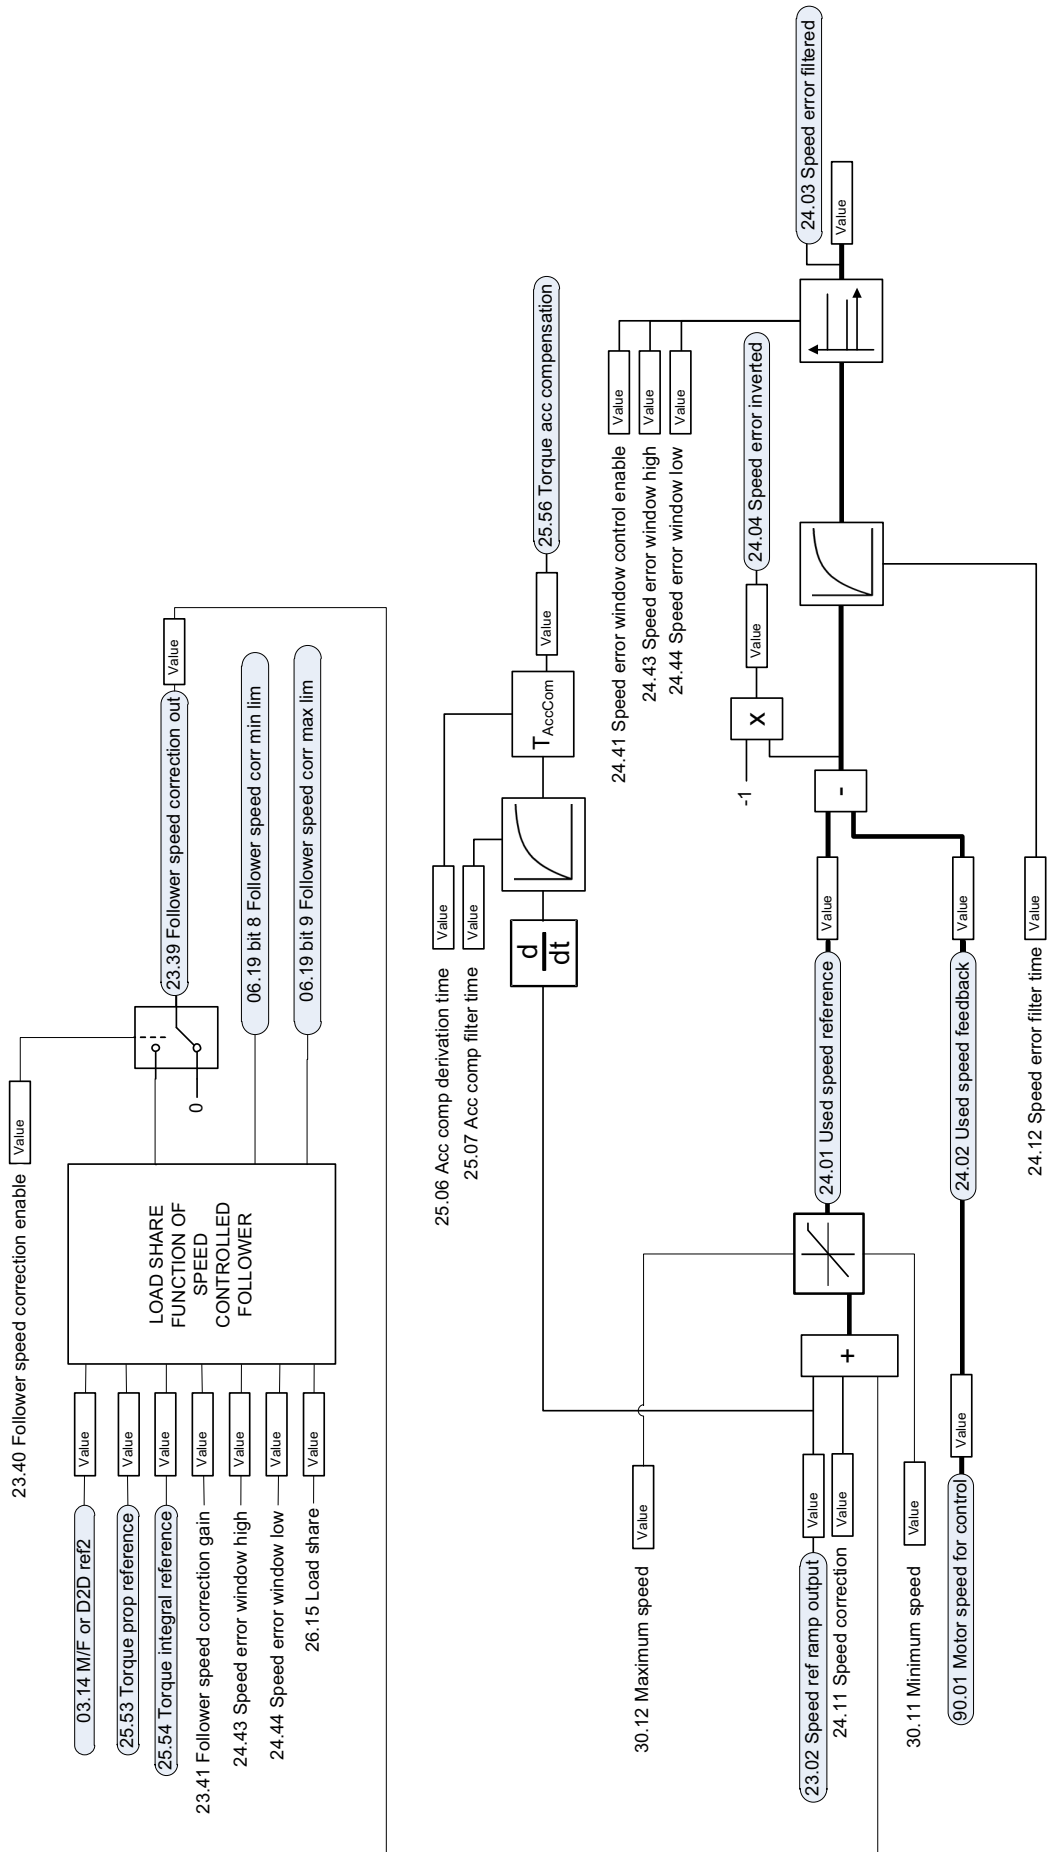 23.40 Follower speed correction enable
Value
03.14 M/F or D2D ref2
Value
25.53 Torque prop reference
Value
25.54 Torque integral reference
Value
23.41 Follower speed correction gain
Value
24.43 Speed error window high
Value
24.44 Speed error window low
Value
26.15 Load share
Value
LOAD SHARE
FUNCTION OF
SPEED
CONTROLLED
FOLLOWER
0
23.39 Follower speed correction out
Value
06.19 bit 8 Follower speed corr min lim
06.19 bit 9 Follower speed corr max lim
25.06 Acc comp derivation time
Value
25.07 Acc comp filter time
Value
d
dt
TAccCom
Value
25.56 Torque acc compensation
24.41 Speed error window control enable
Value
24.43 Speed error window high
Value
24.44 Speed error window low
Value
30.12 Maximum speed
Value
-1
X
Value
24.04 Speed error inverted
23.02 Speed ref ramp output
Value
24.11 Speed correction
Value
+
24.01 Used speed reference
Value
-
24.03 Speed error filtered
Value
30.11 Minimum speed
Value
90.01 Motor speed for control
Value
24.02 Used speed feedback
Value
24.12 Speed error filter time
Value